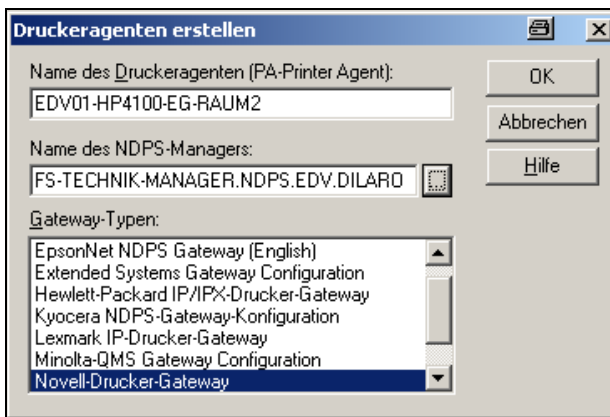 Druckeragenten erstellen
Name des Druckeragenten (PA-Printer Agent):
EDV01-HP4100-EG-RAUM2
OK
Abbrechen
Name des NDPS-Managers:
FS-TECHNIK-MANAGER.NDPS.EDV.DILARO
Hilfe
Gateway-Typen:
EpsonNet NDPS Gateway (English)
Extended Systems Gateway Configuration
Hewlett-Packard IP/IPX-Drucker-Gateway
Kyocera NDPS-Gateway-Konfiguration
Lexmark IP-Drucker-Gateway
Minolta-QMS Gateway Configuration
Novell-Drucker-Gateway